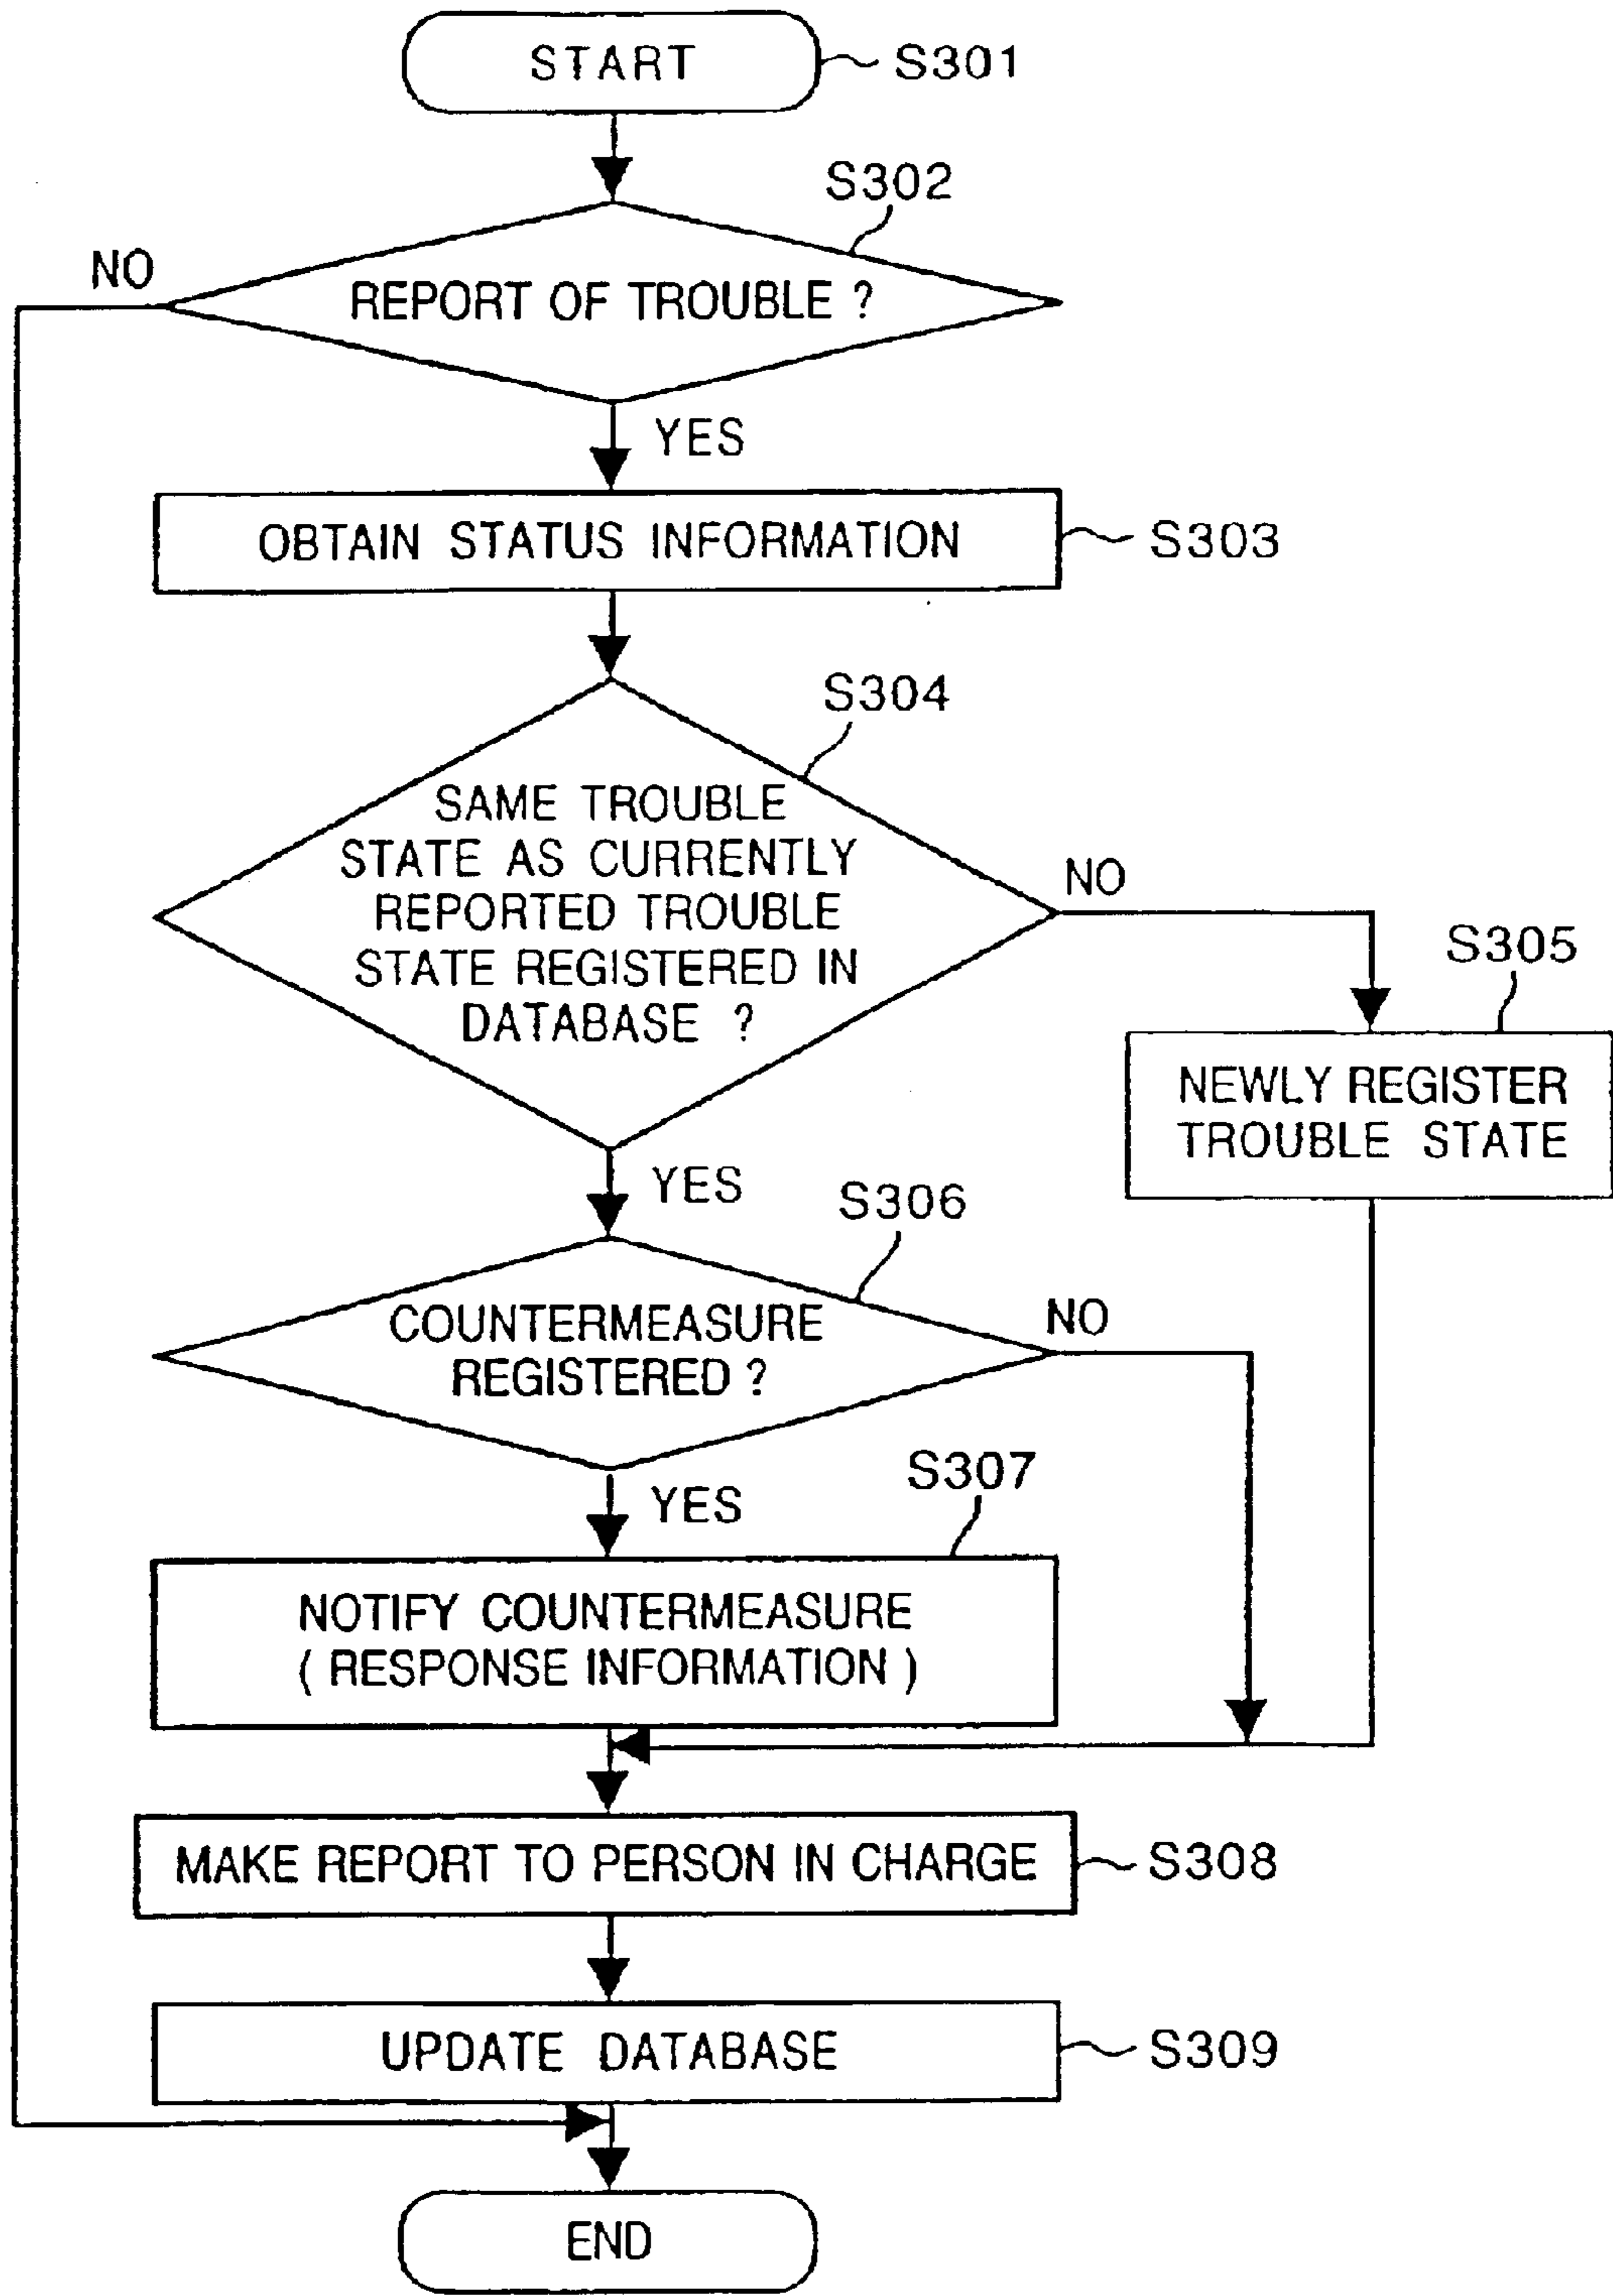 START
S301
S302
NO
REPORT OF TROUBLE ?
YES
OBTAIN STATUS INFORMATION
S303
S304
SAME TROUBLE
STATE AS CURRENTLY
REPORTED TROUBLE
STATE REGISTERED IN
DATABASE ?
NO
S305
NEWLY REGISTER
TROUBLE STATE
YES
S306
COUNTERMEASURE
REGISTERED ?
NO
YES
S307
NOTIFY COUNTERMEASURE
( RESPONSE INFORMATION )
MAKE REPORT TO PERSON IN CHARGE
S308
UPDATE DATABASE
S309
END